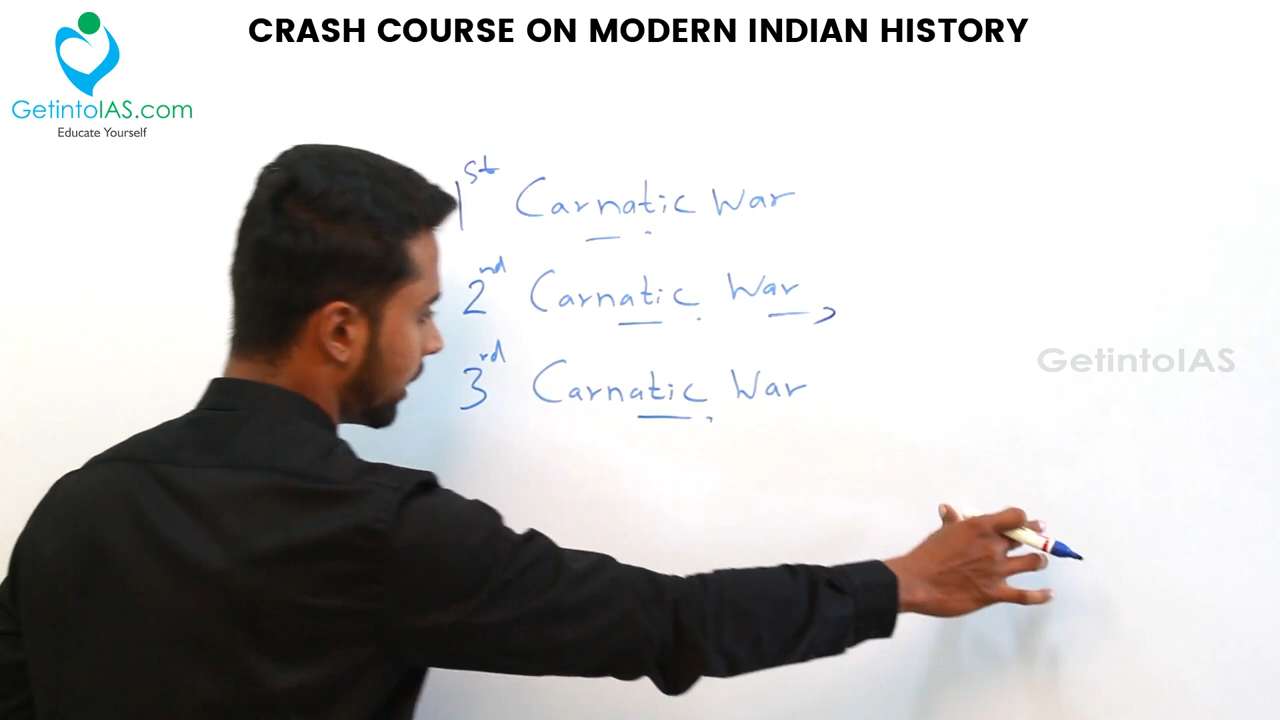 CRASH COURSE ON MODERN INDIAN HISTORY
GetintoIAS.com
Educate Yourself
1st Carnatic War
2nd Carnatic War
3rd Carnatic War
GetintoIAS